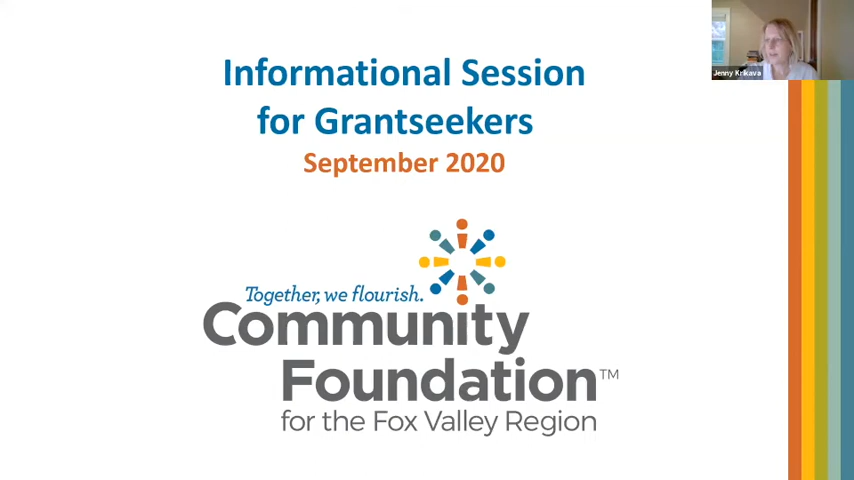 Informational Session
for Grantseekers
September 2020
Jenny Krikava
Together, we flourish.
Community
Foundation™
for the Fox Valley Region